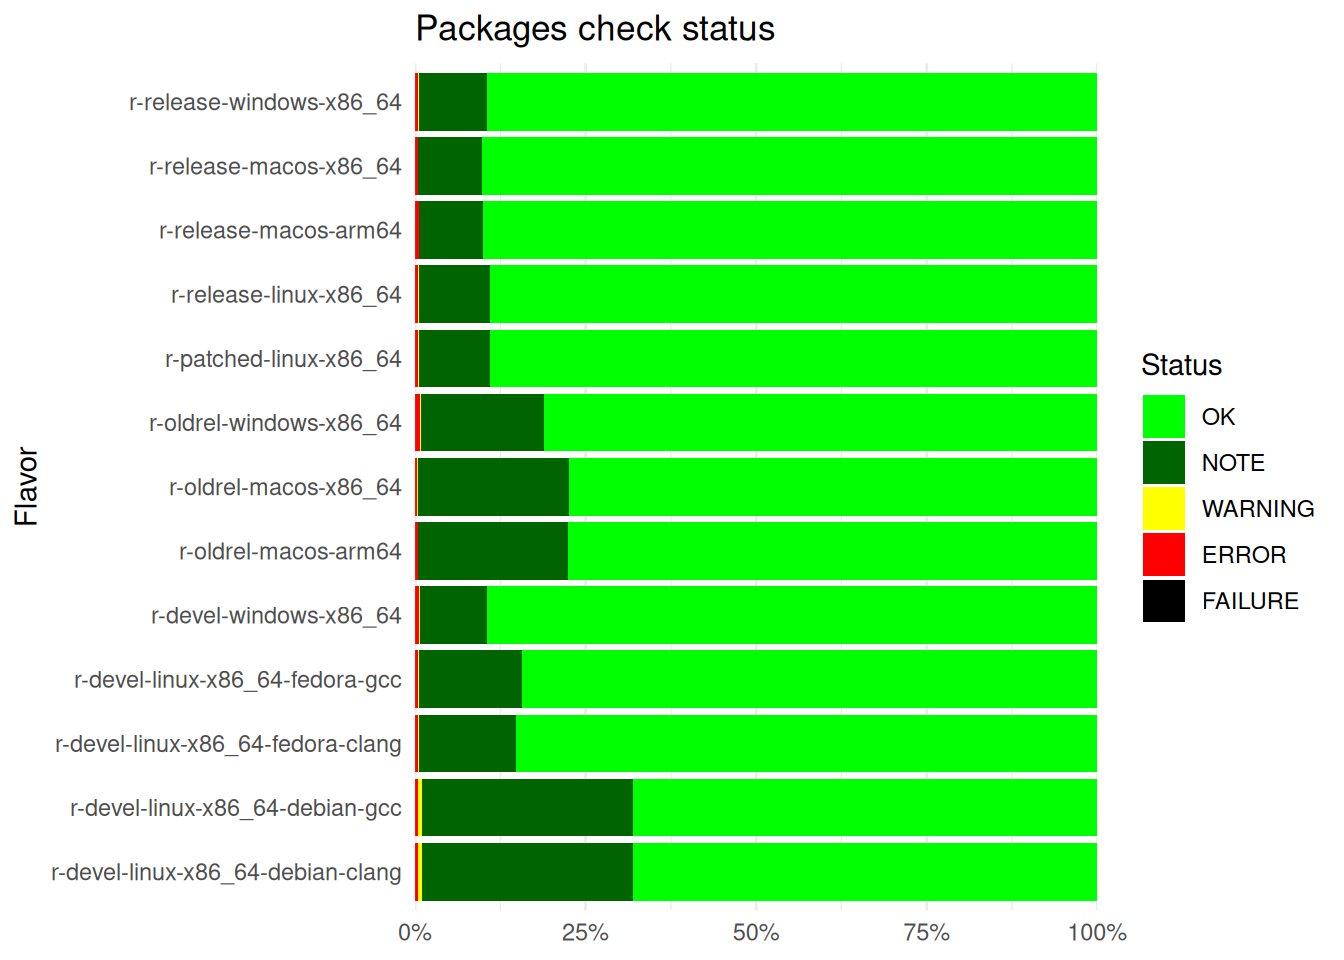 Packages check status
r-release-windows-x86_64
r-release-macos-x86_64
r-release-macos-arm64
r-release-linux-x86_64
r-patched-linux-x86_64
r-oldrel-windows-x86_64
r-oldrel-macos-x86_64
r-oldrel-macos-arm64
r-devel-windows-x86_64
r-devel-linux-x86_64-fedora-gcc
r-devel-linux-x86_64-fedora-clang
r-devel-linux-x86_64-debian-gcc
r-devel-linux-x86_64-debian-clang
Flavor
0% 25% 50% 75% 100%
Status
OK
NOTE
WARNING
ERROR
FAILURE